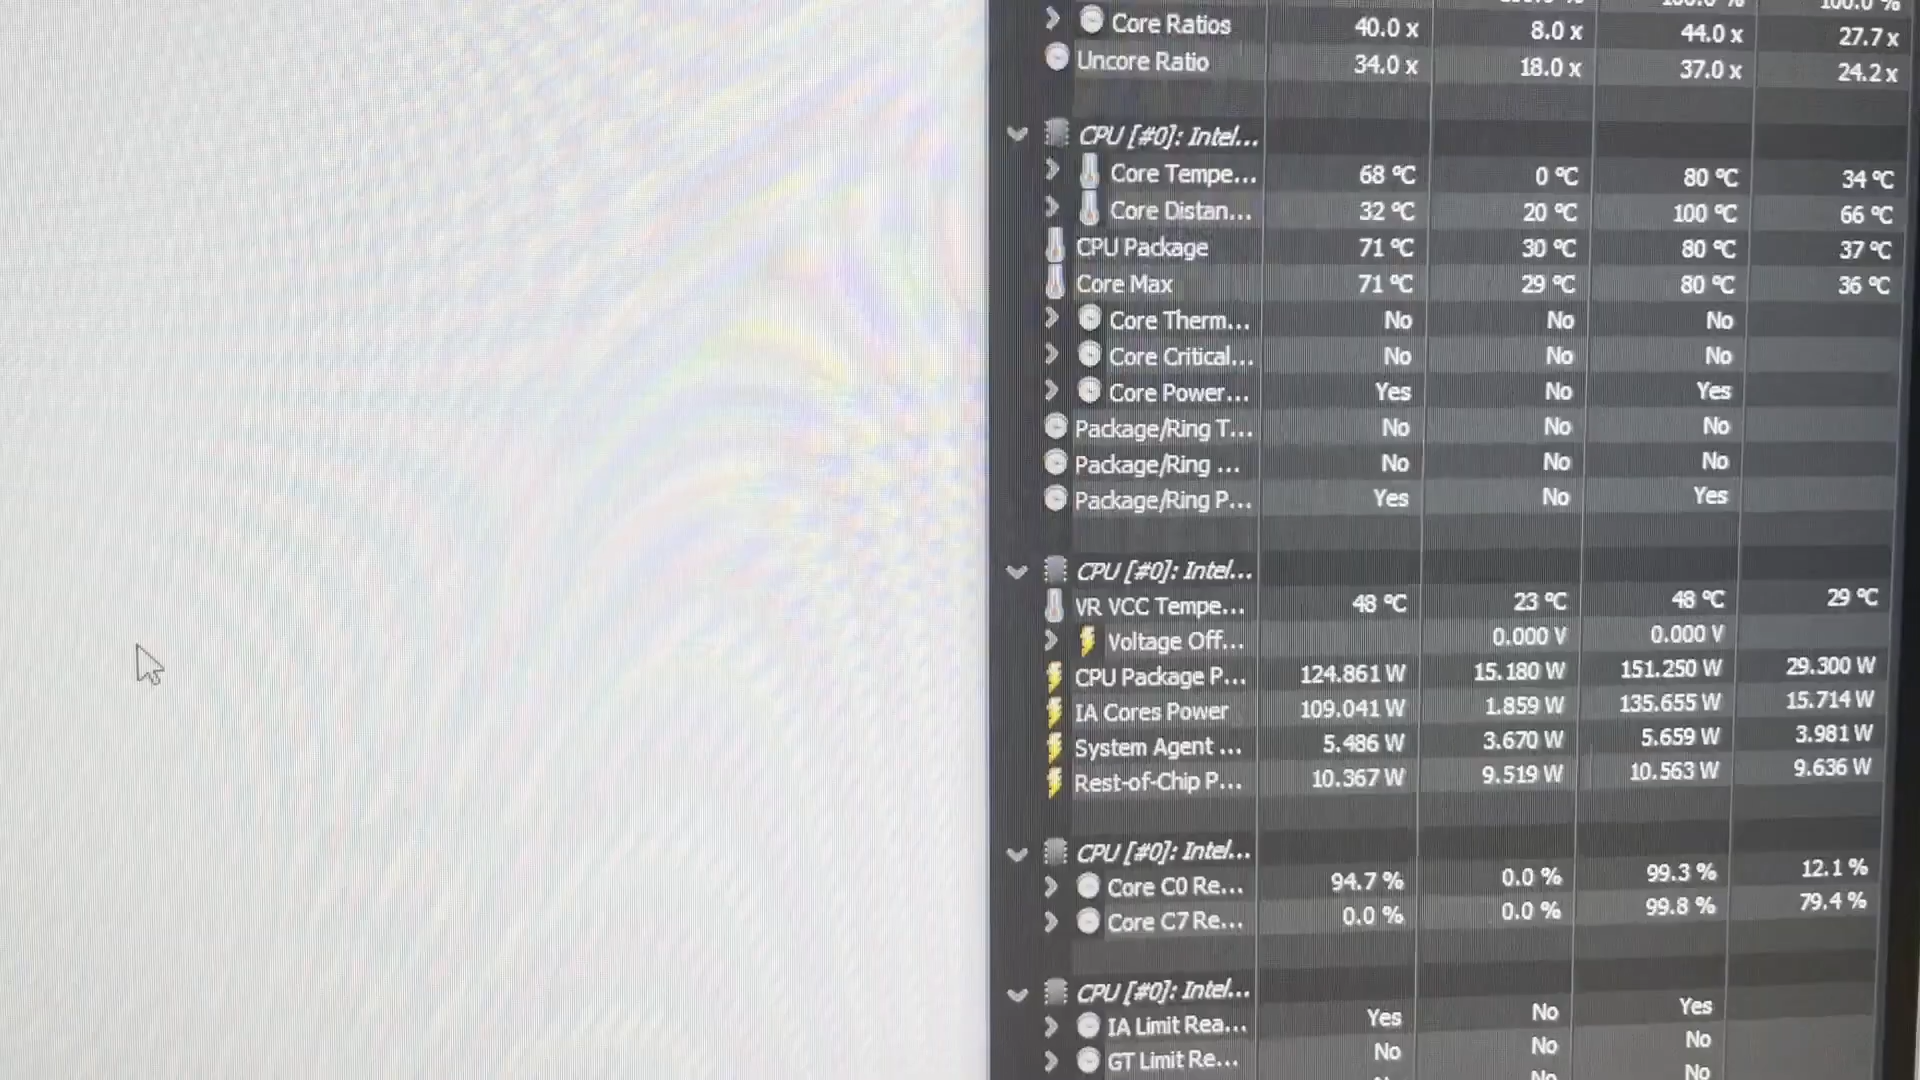 100.0 %
Core Ratios 40.0 x 8.0 x 44.0 x 27.7 x
Uncore Ratio 34.0 x 18.0 x 37.0 x 24.2 x
CPU [#0]: Intel...
Core Tempe... 68 °C 0 °C 80 °C 34 °C
Core Distan... 32 °C 20 °C 100 °C 66 °C
CPU Package 71 °C 30 °C 80 °C 37 °C
Core Max 71 °C 29 °C 80 °C 36 °C
Core Therm... No No No
Core Critical... No No No
Core Power... Yes No Yes
Package/Ring T... No No No
Package/Ring ... No No No
Package/Ring P... Yes No Yes
CPU [#0]: Intel...
VR VCC Tempe... 48 °C 23 °C 48 °C 29 °C
Voltage Off... 0.000 V 0.000 V
CPU Package P... 124.861 W 15.180 W 151.250 W 29.300 W
IA Cores Power 109.041 W 1.859 W 135.655 W 15.714 W
System Agent ... 5.486 W 3.670 W 5.659 W 3.981 W
Rest-of-Chip P... 10.367 W 9.519 W 10.563 W 9.636 W
CPU [#0]: Intel...
Core C0 Re... 94.7 % 0.0 % 99.3 % 12.1 %
Core C7 Re... 0.0 % 0.0 % 99.8 % 79.4 %
CPU [#0]: Intel...
IA Limit Rea... Yes No Yes
GT Limit Re... No No No
No